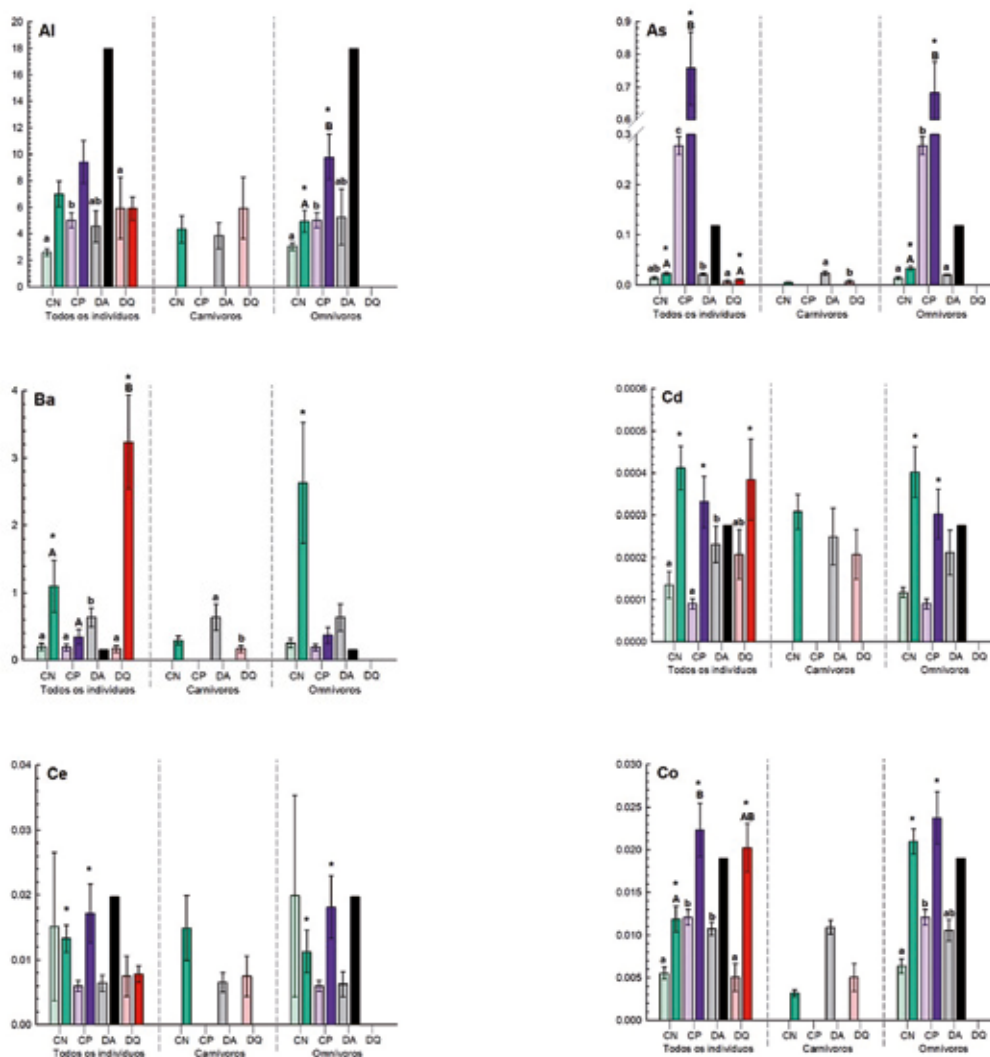 Al
20
18
16
14
12
10
8
6
4
2
0
a b ab a
a * A b * B ab
CN CP DA DQ CN CP DA DQ CN CP DA DQ
Todos os indivíduos Carnívoros Omnívoros
As
0.9
0.8
0.7
0.6
0.3
0.2
0.1
0.0
ab * A c * B b a * A
a b
a * A b * B a
CN CP DA DQ CN CP DA DQ CN CP DA DQ
Todos os indivíduos Carnívoros Omnívoros
Ba
4
3
2
1
0
a * A a A b a * B
a b
*
CN CP DA DQ CN CP DA DQ CN CP DA DQ
Todos os indivíduos Carnívoros Omnívoros
Cd
0.0006
0.0005
0.0004
0.0003
0.0002
0.0001
0.0000
a * a * b ab *
* *
CN CP DA DQ CN CP DA DQ CN CP DA DQ
Todos os indivíduos Carnívoros Omnívoros
Ce
0.04
0.03
0.02
0.01
0.00
* *
* *
CN CP DA DQ CN CP DA DQ CN CP DA DQ
Todos os indivíduos Carnívoros Omnívoros
Co
0.030
0.025
0.020
0.015
0.010
0.005
0.000
a * A b * B b a * AB
a * b * ab
CN CP DA DQ CN CP DA DQ CN CP DA DQ
Todos os indivíduos Carnívoros Omnívoros